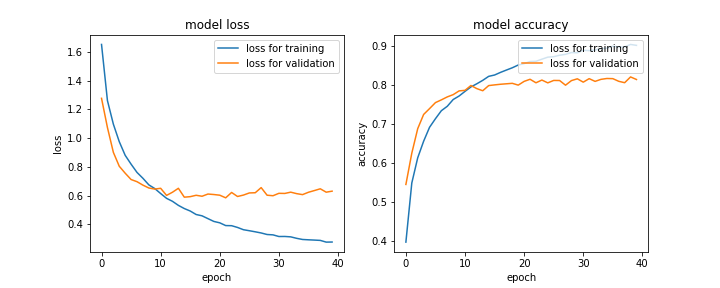 model loss
loss for training
loss for validation
1.6
1.4
1.2
1.0
0.8
0.6
0.4
loss
0
10
20
30
40
epoch
model accuracy
loss for training
loss for validation
0.9
0.8
0.7
0.6
0.5
0.4
accuracy
0
10
20
30
40
epoch